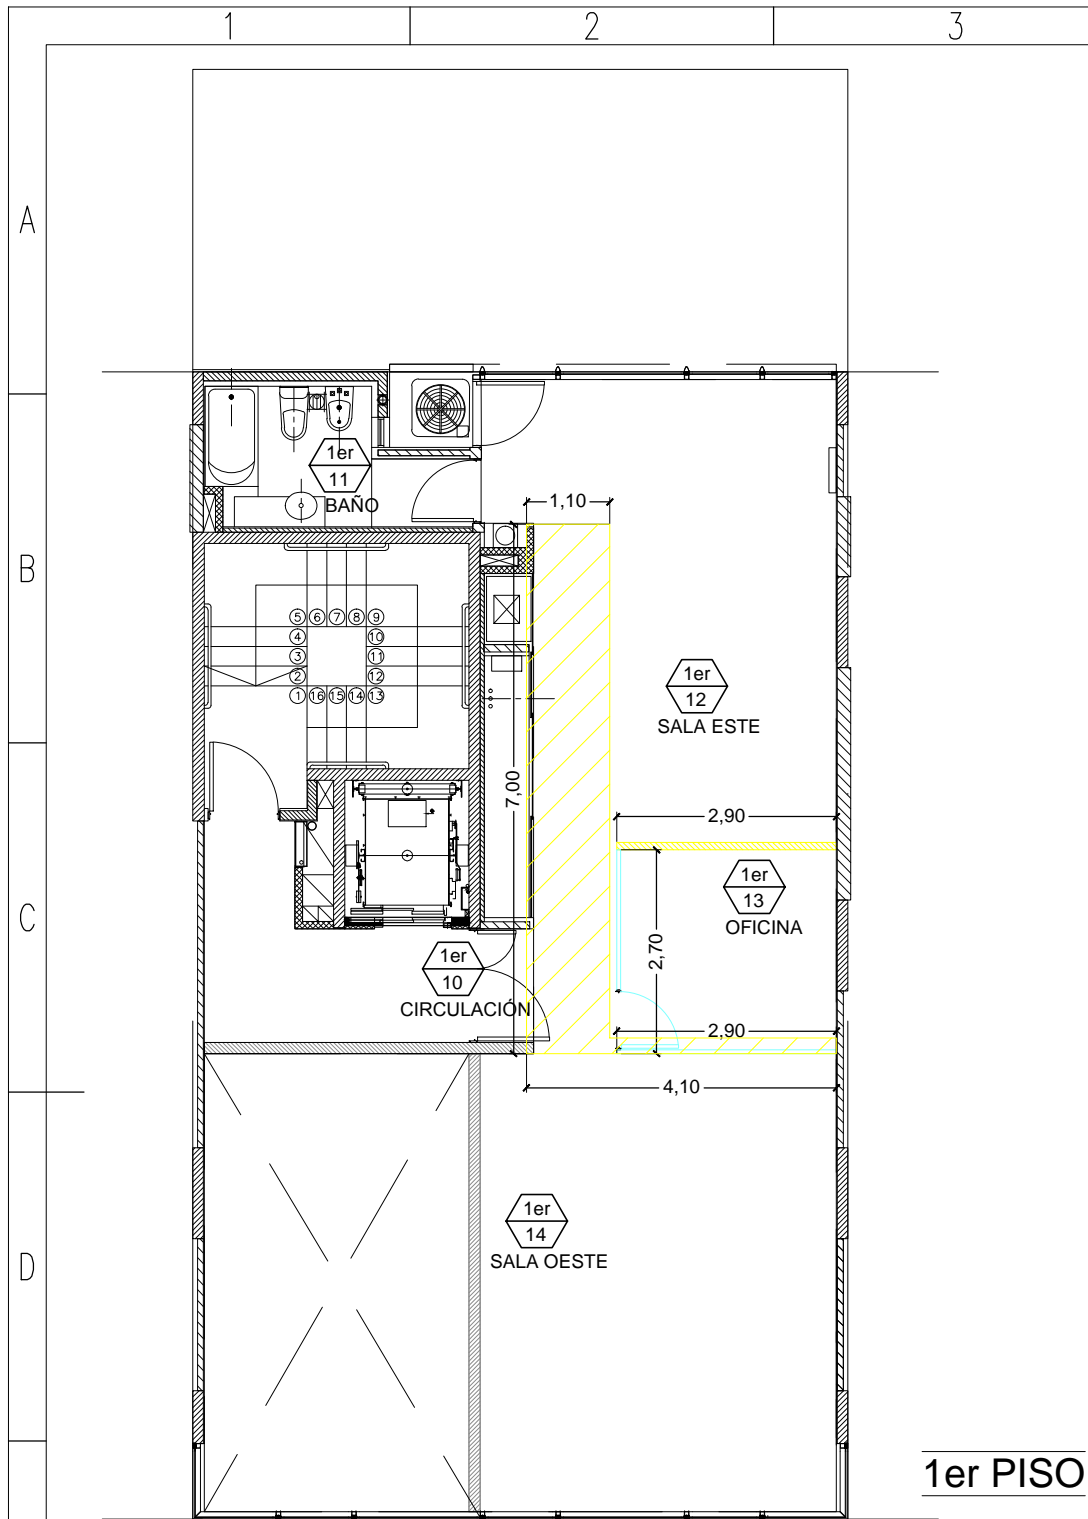 1 2 3
A
1er
11
BAÑO
1,10
B
5 6 7 8 9
4 10
3 11
2 12
1 16 15 14 13
1er
12
SALA ESTE
7,00
2,90
C
1er
13
OFICINA
2,70
1er
10
CIRCULACIÓN
2,90
4,10
D
1er
14
SALA OESTE
1er PISO